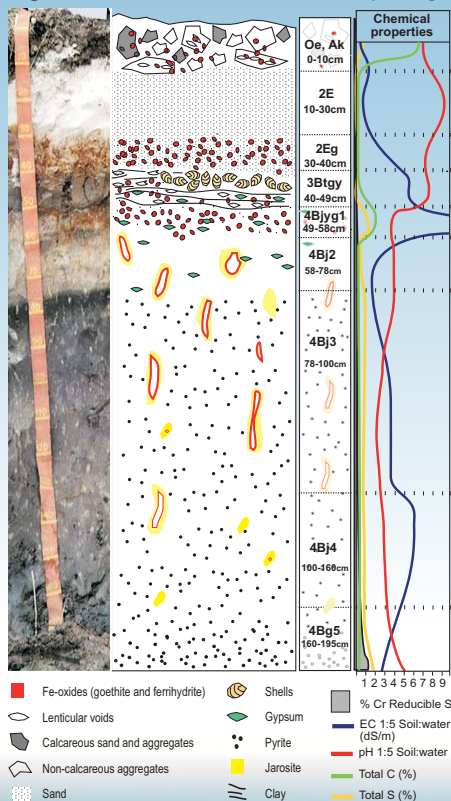 Chemical
properties
Oe, Ak
0-10cm
2E
10-30cm
2Eg
30-40cm
3Btgy
40-49cm
4Bjyg1
49-58cm
4Bj2
58-78cm
4Bj3
78-100cm
4Bj4
100-160cm
4Bg5
160-195cm
1 2 3 4 5 6 7 8 9
Fe-oxides (goethite and ferrihydrite)
Lenticular voids
Calcareous sand and aggregates
Non-calcareous aggregates
Sand
Shells
Gypsum
Pyrite
Jarosite
Clay
% Cr Reducible S
EC 1:5 Soil:water
(dS/m)
pH 1:5 Soil:water
Total C (%)
Total S (%)